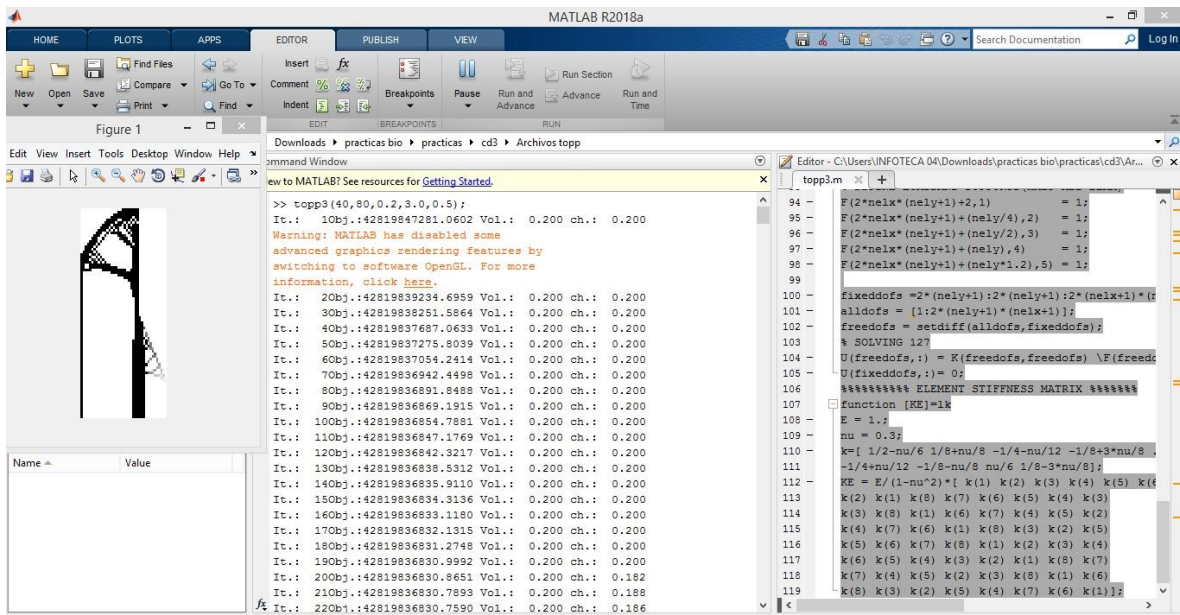 MATLAB R2018a
HOME PLOTS APPS EDITOR PUBLISH VIEW
Search Documentation
Log In
New Open Save
Find Files
Compare
Print
Go To
Find
Insert fx
Comment
Indent
Breakpoints
Pause
Run and Advance
Run Section
Advance
Run and Time
EDIT BREAKPOINTS RUN
Figure 1
Edit View Insert Tools Desktop Window Help
Name Value
Downloads practicas bio practicas cd3 Archivos topp
ommand Window
ew to MATLAB? See resources for Getting Started.
>> topp3(40,80,0.2,3.0,0.5);
It.: 1Obj.:42819847281.0602 Vol.: 0.200 ch.: 0.200
Warning: MATLAB has disabled some
advanced graphics rendering features by
switching to software OpenGL. For more
information, click here.
It.: 2Obj.:42819839234.6959 Vol.: 0.200 ch.: 0.200
It.: 3Obj.:42819838251.5864 Vol.: 0.200 ch.: 0.200
It.: 4Obj.:42819837687.0633 Vol.: 0.200 ch.: 0.200
It.: 5Obj.:42819837275.8039 Vol.: 0.200 ch.: 0.200
It.: 6Obj.:42819837054.2414 Vol.: 0.200 ch.: 0.200
It.: 7Obj.:42819836942.4498 Vol.: 0.200 ch.: 0.200
It.: 8Obj.:42819836891.8488 Vol.: 0.200 ch.: 0.200
It.: 9Obj.:42819836869.1915 Vol.: 0.200 ch.: 0.200
It.: 10Obj.:42819836854.7881 Vol.: 0.200 ch.: 0.200
It.: 11Obj.:42819836847.1769 Vol.: 0.200 ch.: 0.200
It.: 12Obj.:42819836842.3217 Vol.: 0.200 ch.: 0.200
It.: 13Obj.:42819836838.5312 Vol.: 0.200 ch.: 0.200
It.: 14Obj.:42819836835.9110 Vol.: 0.200 ch.: 0.200
It.: 15Obj.:42819836834.3136 Vol.: 0.200 ch.: 0.200
It.: 16Obj.:42819836833.1180 Vol.: 0.200 ch.: 0.200
It.: 17Obj.:42819836832.1315 Vol.: 0.200 ch.: 0.200
It.: 18Obj.:42819836831.2748 Vol.: 0.200 ch.: 0.200
It.: 19Obj.:42819836830.9992 Vol.: 0.200 ch.: 0.200
It.: 20Obj.:42819836830.8651 Vol.: 0.200 ch.: 0.182
It.: 21Obj.:42819836830.7893 Vol.: 0.200 ch.: 0.188
fx It.: 22Obj.:42819836830.7590 Vol.: 0.200 ch.: 0.186
Editor - C:\Users\INFOTECA 04\Downloads\practicas bio\practicas\cd3\Ar...
topp3.m
94 F(2*nelx*(nely+1)+2,1) = 1;
95 F(2*nelx*(nely+1)+(nely/4),2) = 1;
96 F(2*nelx*(nely+1)+(nely/2),3) = 1;
97 F(2*nelx*(nely+1)+(nely),4) = 1;
98 F(2*nelx*(nely+1)+(nely*1.2),5) = 1;
99
100 fixeddofs =2*(nely+1):2*(nely+1):2*(nelx+1)*(n
101 alldofs = [1:2*(nely+1)*(nelx+1)];
102 freedofs = setdiff(alldofs,fixeddofs);
103 % SOLVING 127
104 U(freedofs,:) = K(freedofs,freedofs) \F(freedo
105 U(fixeddofs,:)= 0;
106 %%%%%%%%%% ELEMENT STIFFNESS MATRIX %%%%%%%
107 function [KE]=lk
108 E = 1.;
109 nu = 0.3;
110 k=[ 1/2-nu/6 1/8+nu/8 -1/4-nu/12 -1/8+3*nu/8 .
111 -1/4+nu/12 -1/8-nu/8 nu/6 1/8-3*nu/8];
112 KE = E/(1-nu^2)*[ k(1) k(2) k(3) k(4) k(5) k(6
113 k(2) k(1) k(8) k(7) k(6) k(5) k(4) k(3)
114 k(3) k(8) k(1) k(6) k(7) k(4) k(5) k(2)
115 k(4) k(7) k(6) k(1) k(8) k(3) k(2) k(5)
116 k(5) k(6) k(7) k(8) k(1) k(2) k(3) k(4)
117 k(6) k(5) k(4) k(3) k(2) k(1) k(8) k(7)
118 k(7) k(4) k(5) k(2) k(3) k(8) k(1) k(6)
119 k(8) k(3) k(2) k(5) k(4) k(7) k(6) k(1)];